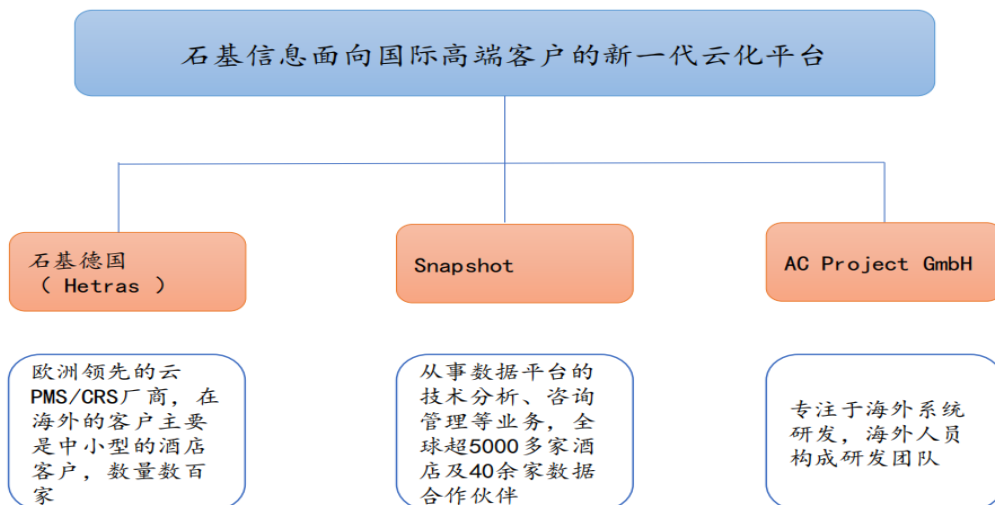 石基信息面向国际高端客户的新一代云化平台
石基德国
（ Hetras ）
Snapshot
AC Project GmbH
欧洲领先的云
PMS/CRS厂商，在
海外的客户主要
是中小型的酒店
客户，数量数百
家
从事数据平台的
技术分析、咨询
管理等业务，全
球超5000多家酒
店及40余家数据
合作伙伴
专注于海外系统
研发，海外人员
构成研发团队